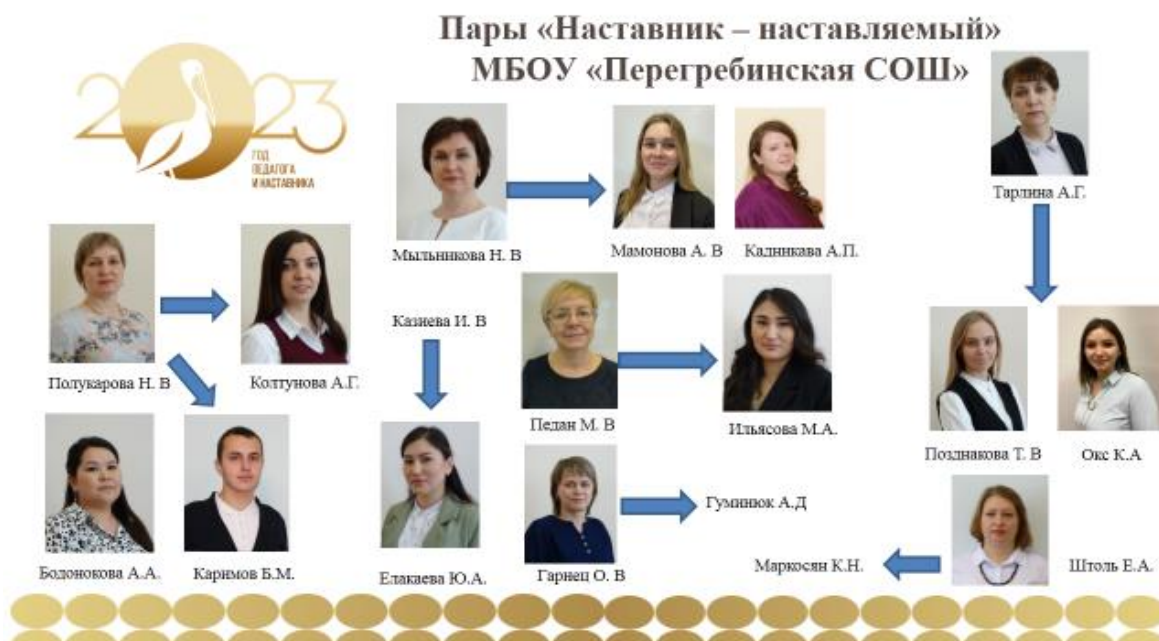 Пары «Наставник – наставляемый»
МБОУ «Перегребинская СОШ»
2023
ГОД
ПЕДАГОГА
И НАСТАВНИКА
Тарлина А.Г.
Мыльникова Н. В
Мамонова А. В
Кадникава А.П.
Казиева И. В
Полукарова Н. В
Колтунова А.Г.
Педан М. В
Ильясова М.А.
Позднакова Т. В
Окс К.А
Гуминюк А.Д
Бодонокова А.А.
Каримов Б.М.
Елакаева Ю.А.
Гарнец О. В
Маркосян К.Н.
Штоль Е.А.